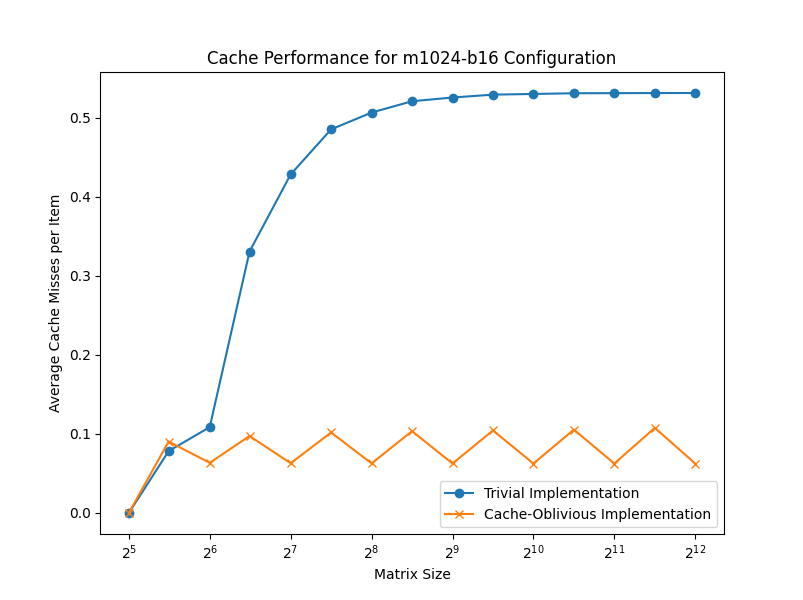 Cache Performance for m1024-b16 Configuration
Average Cache Misses per Item
0.5
0.4
0.3
0.2
0.1
0.0
Trivial Implementation
Cache-Oblivious Implementation
2^5 2^6 2^7 2^8 2^9 2^10 2^11 2^12
Matrix Size